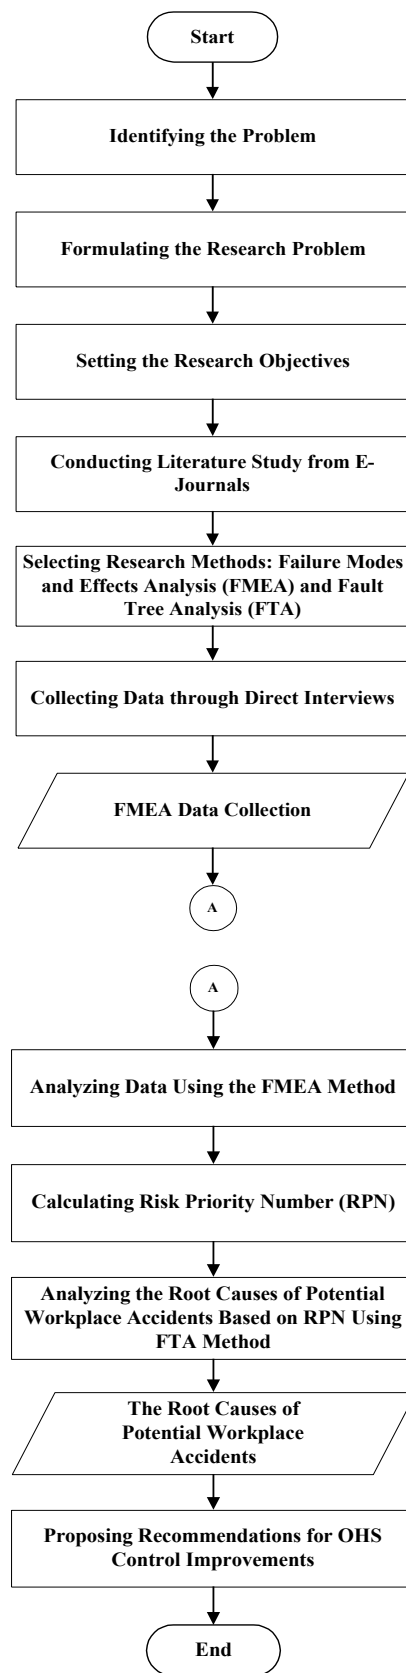 Start
Identifying the Problem
Formulating the Research Problem
Setting the Research Objectives
Conducting Literature Study from E-
Journals
Selecting Research Methods: Failure Modes
and Effects Analysis (FMEA) and Fault
Tree Analysis (FTA)
Collecting Data through Direct Interviews
FMEA Data Collection
A
A
Analyzing Data Using the FMEA Method
Calculating Risk Priority Number (RPN)
Analyzing the Root Causes of Potential
Workplace Accidents Based on RPN Using
FTA Method
The Root Causes of
Potential Workplace
Accidents
Proposing Recommendations for OHS
Control Improvements
End